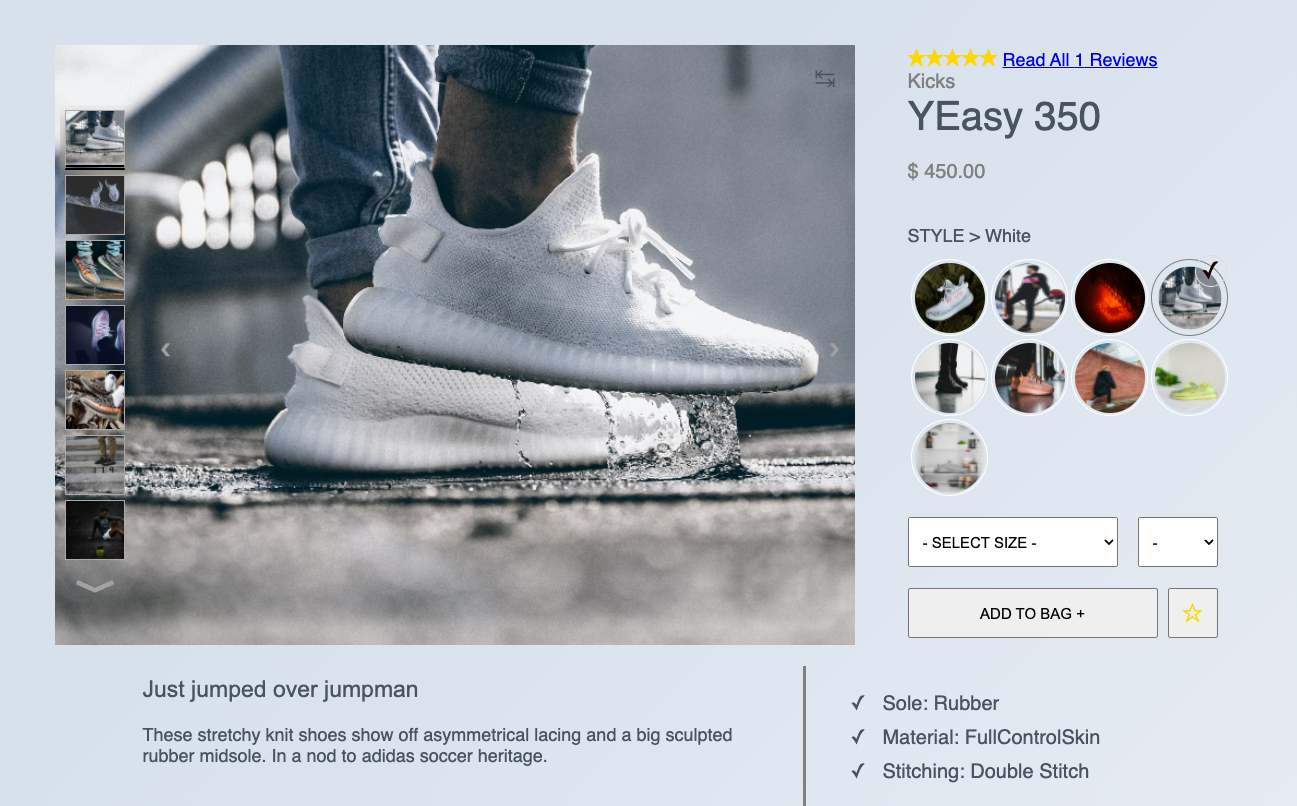 Read All 1 Reviews
Kicks
YEasy 350
$ 450.00
STYLE > White
- SELECT SIZE -
-
ADD TO BAG +
Just jumped over jumpman
These stretchy knit shoes show off asymmetrical lacing and a big sculpted
rubber midsole. In a nod to adidas soccer heritage.
✓ Sole: Rubber
✓ Material: FullControlSkin
✓ Stitching: Double Stitch